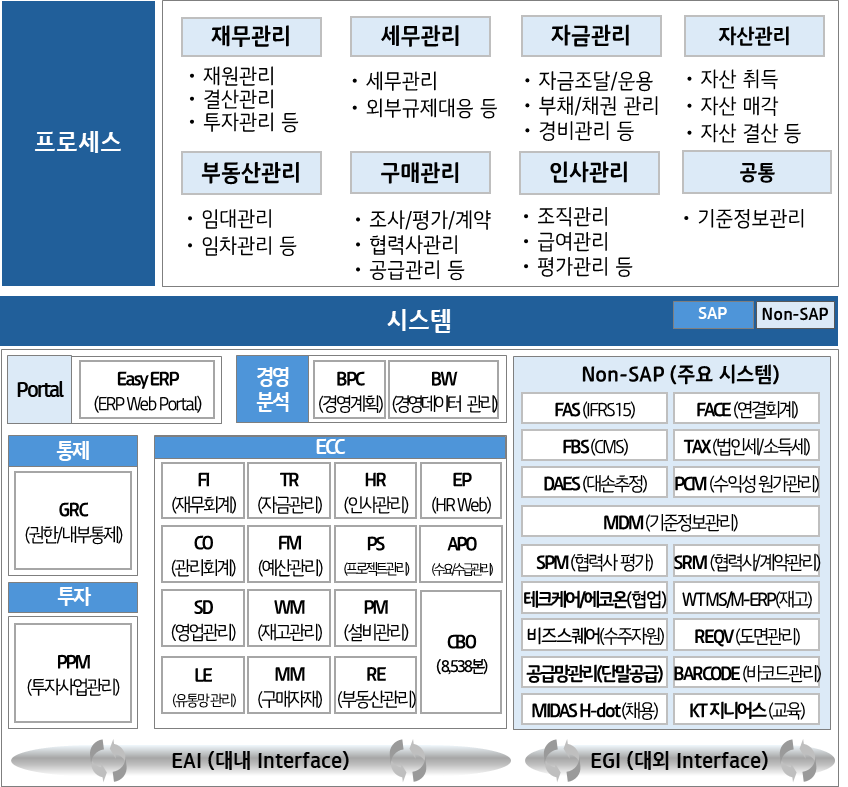 프로세스
재무관리
• 재원관리
• 결산관리
• 투자관리 등
세무관리
• 세무관리
• 외부규제대응 등
자금관리
• 자금조달/운용
• 부채/채권 관리
• 경비관리 등
자산관리
• 자산 취득
• 자산 매각
• 자산 결산 등
부동산관리
• 임대관리
• 임차관리 등
구매관리
• 조사/평가/계약
• 협력사관리
• 공급관리 등
인사관리
• 조직관리
• 급여관리
• 평가관리 등
공통
• 기준정보관리
시스템
SAP
Non-SAP
Portal
Easy ERP
(ERP Web Portal)
경영
분석
BPC
(경영계획)
BW
(경영데이터 관리)
통제
GRC
(권한/내부통제)
투자
PPM
(투자사업관리)
ECC
FI
(재무회계)
TR
(자금관리)
HR
(인사관리)
EP
(HR Web)
CO
(관리회계)
FM
(예산관리)
PS
(프로젝트관리)
APO
(수요/수급관리)
SD
(영업관리)
WM
(재고관리)
PM
(설비관리)
CBO
(8,538본)
LE
(유통망 관리)
MM
(구매자재)
RE
(부동산관리)
Non-SAP (주요 시스템)
FAS (IFRS15)
FACE (연결회계)
FBS (CMS)
TAX (법인세/소득세)
DAES (대손추정)
PCM (수익성 원가관리)
MDM (기준정보관리)
SPM (협력사 평가)
SRM (협력사/계약관리)
테크케어/에코온(협업)
WTMS/M-ERP(재고)
비즈스퀘어(수주자원)
REQV (도면관리)
공급망관리(단말공급)
BARCODE (바코드관리)
MIDAS H-dot(채용)
KT 지니어스 (교육)
EAI (대내 Interface)
EGI (대외 Interface)